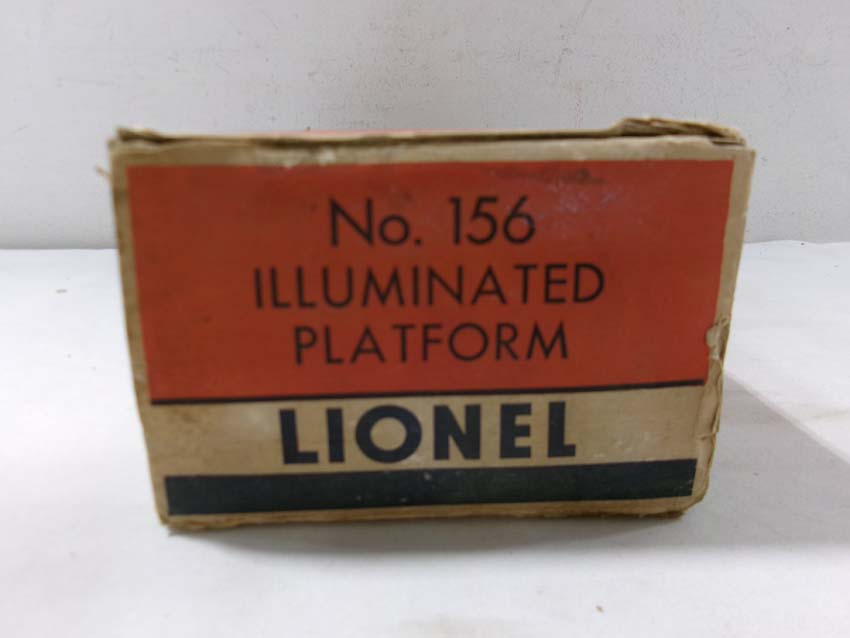 No. 156
ILLUMINATED
PLATFORM
LIONEL